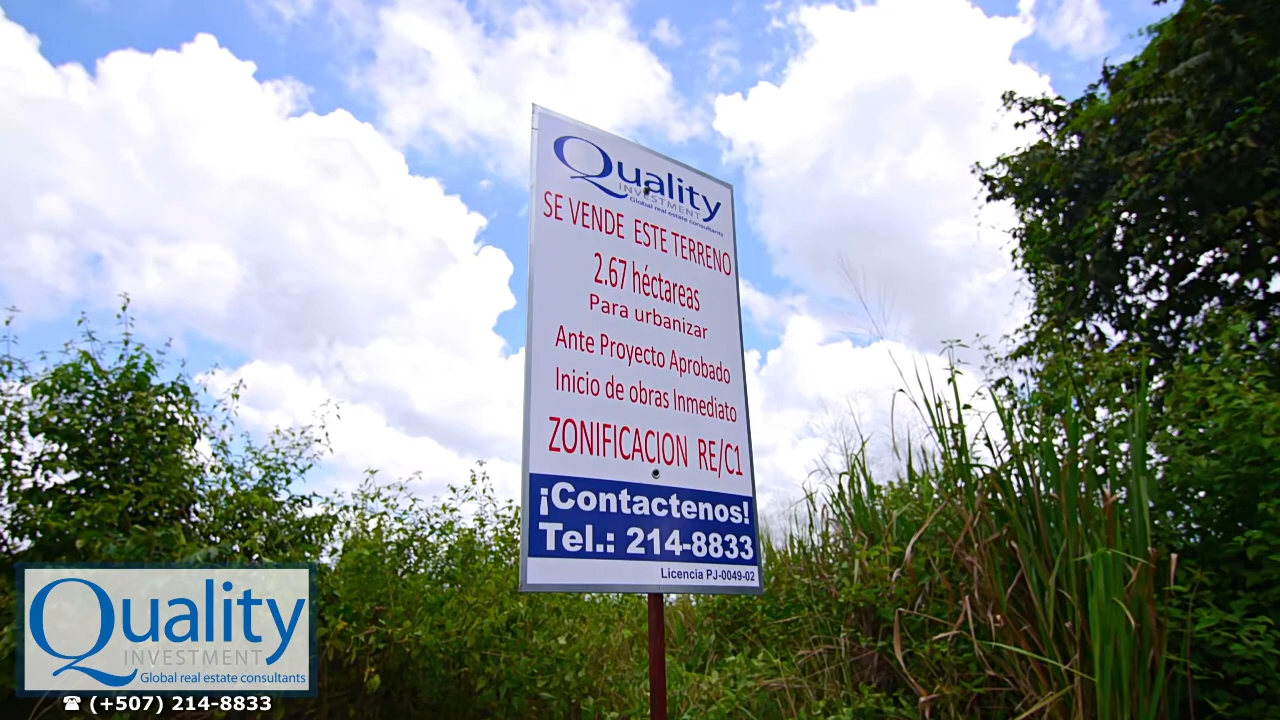 Quality
INVESTMENT
Global real estate consultants
SE VENDE ESTE TERRENO
2.67 héctareas
Para urbanizar
Ante Proyecto Aprobado
Inicio de obras Inmediato
ZONIFICACION RE/C1
¡Contactenos!
Tel.: 214-8833
Licencia PJ-0049-02
Quality
INVESTMENT
Global real estate consultants
☎ (+507) 214-8833